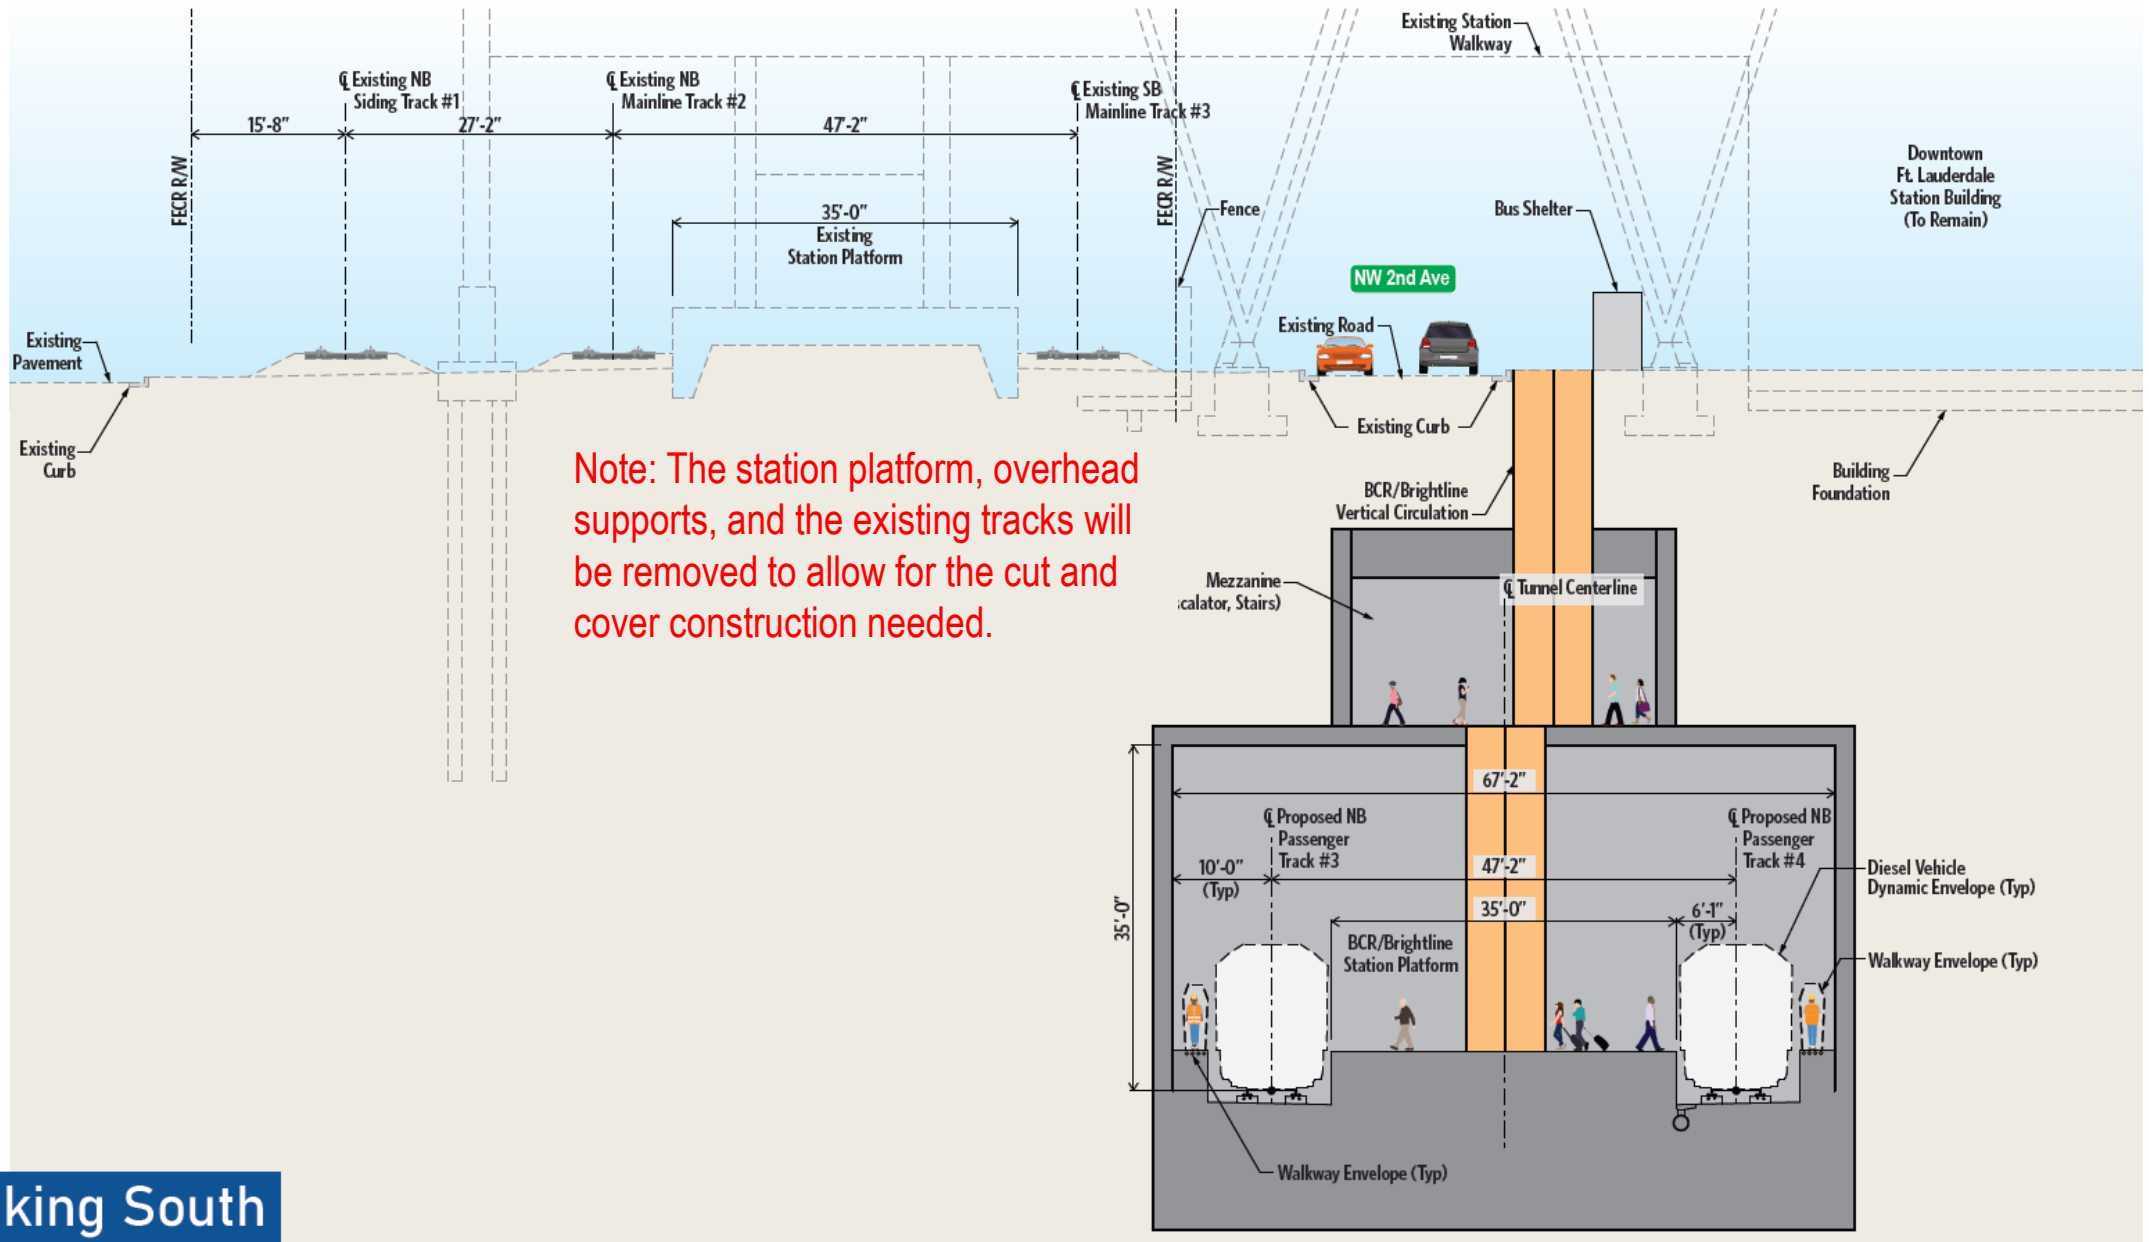 Existing Station
Walkway
℄ Existing NB
Siding Track #1
℄ Existing NB
Mainline Track #2
℄ Existing SB
Mainline Track #3
15'-8"
27'-2"
47'-2"
FECR R/W
FECR R/W
Downtown
Ft. Lauderdale
Station Building
(To Remain)
35'-0"
Existing
Station Platform
Fence
Bus Shelter
NW 2nd Ave
Existing Road
Existing
Pavement
Existing
Curb
Existing Curb
Building
Foundation
Note: The station platform, overhead
supports, and the existing tracks will
be removed to allow for the cut and
cover construction needed.
BCR/Brightline
Vertical Circulation
Mezzanine
scalator, Stairs)
℄ Tunnel Centerline
67'-2"
℄ Proposed NB
Passenger
Track #3
℄ Proposed NB
Passenger
Track #4
10'-0"
(Typ)
47'-2"
Diesel Vehicle
Dynamic Envelope (Typ)
35'-0"
35'-0"
6'-1"
(Typ)
BCR/Brightline
Station Platform
Walkway Envelope (Typ)
Walkway Envelope (Typ)
king South